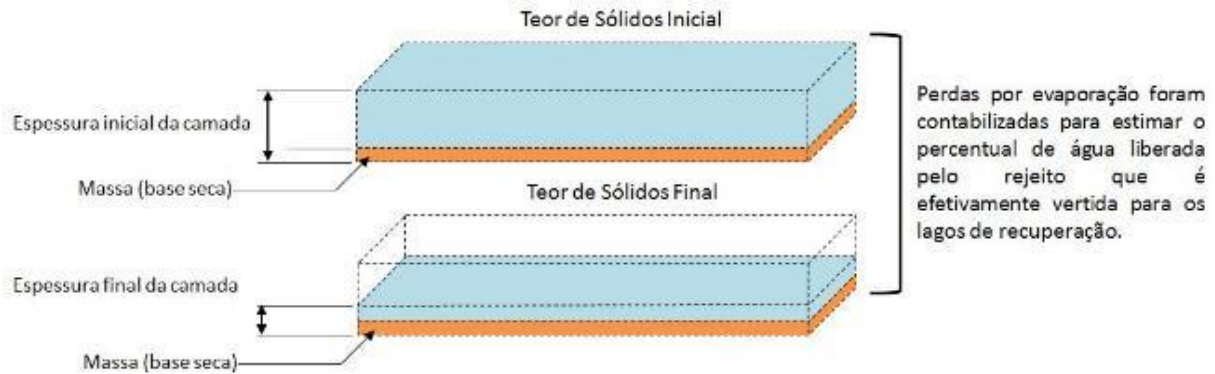 Teor de Sólidos Inicial
Espessura inicial da camada
Massa (base seca)
Teor de Sólidos Final
Espessura final da camada
Massa (base seca)
Perdas por evaporação foram
contabilizadas para estimar o
percentual de água liberada
pelo rejeito que é
efetivamente vertida para os
lagos de recuperação.